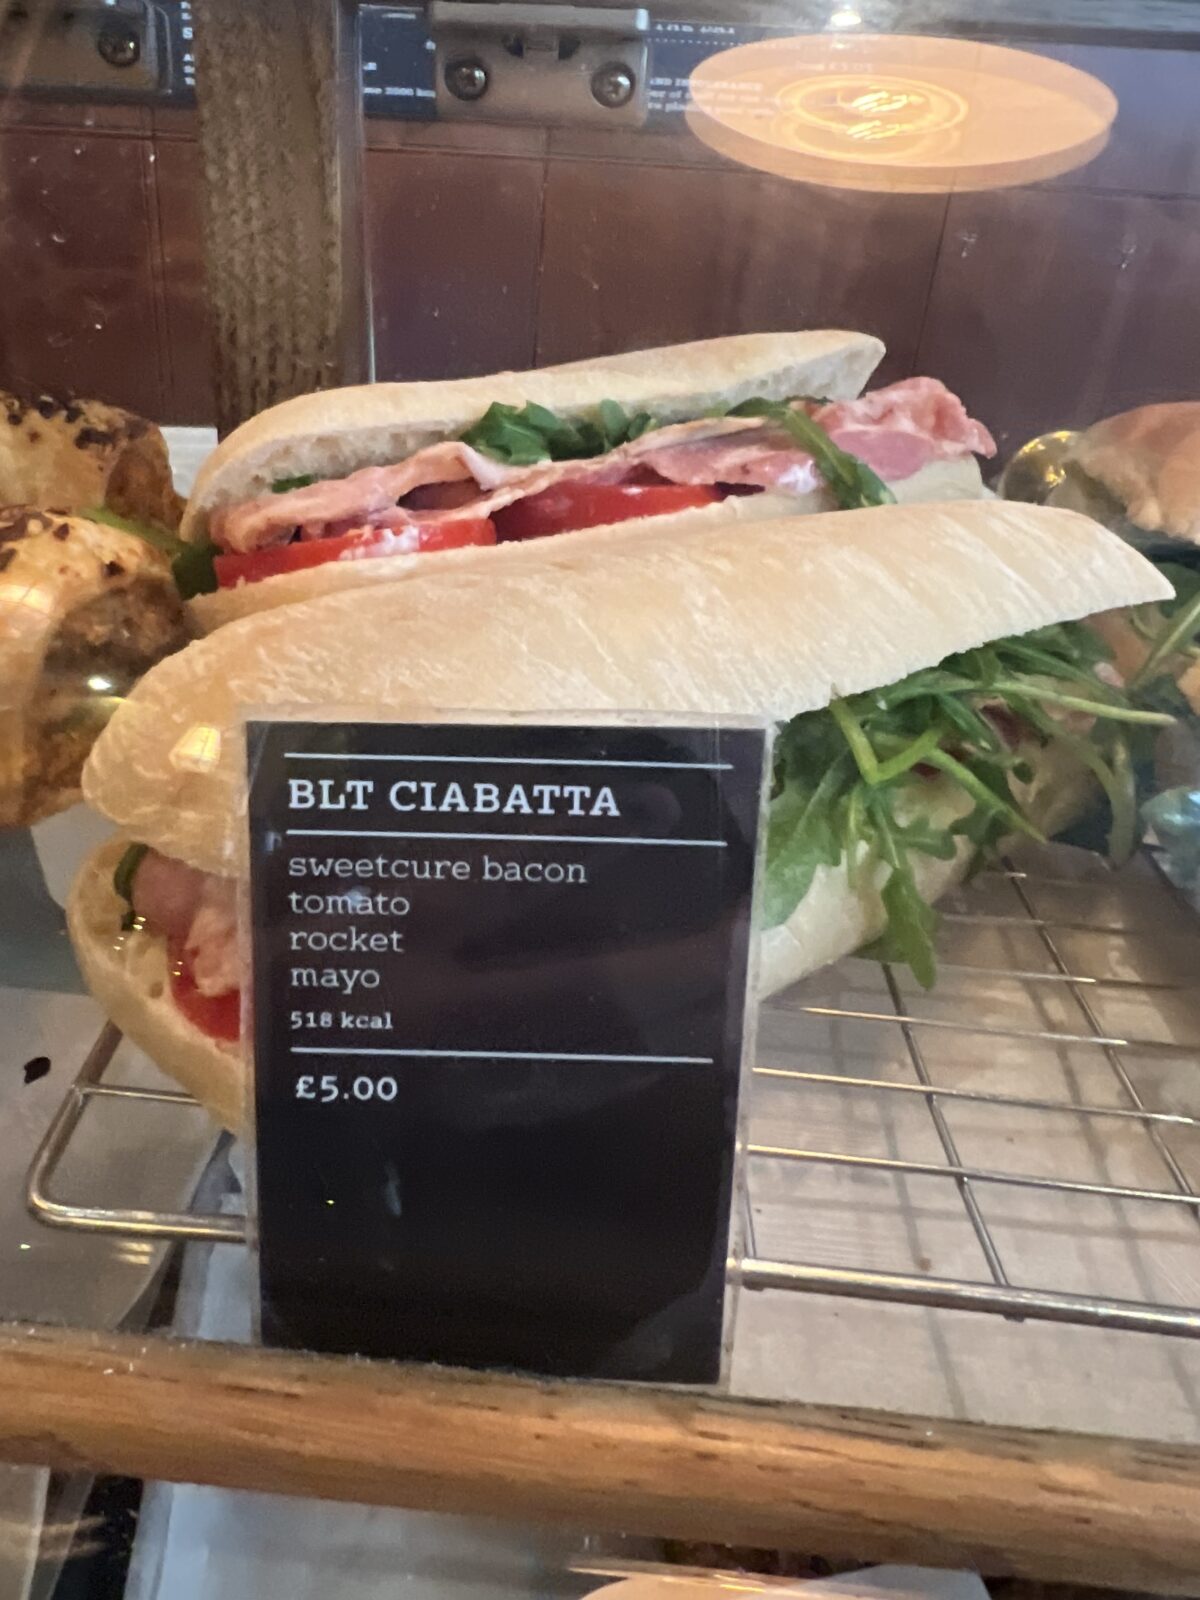 BLT CIABATTA
sweetcure bacon
tomato
rocket
mayo
518 kcal
£5.00